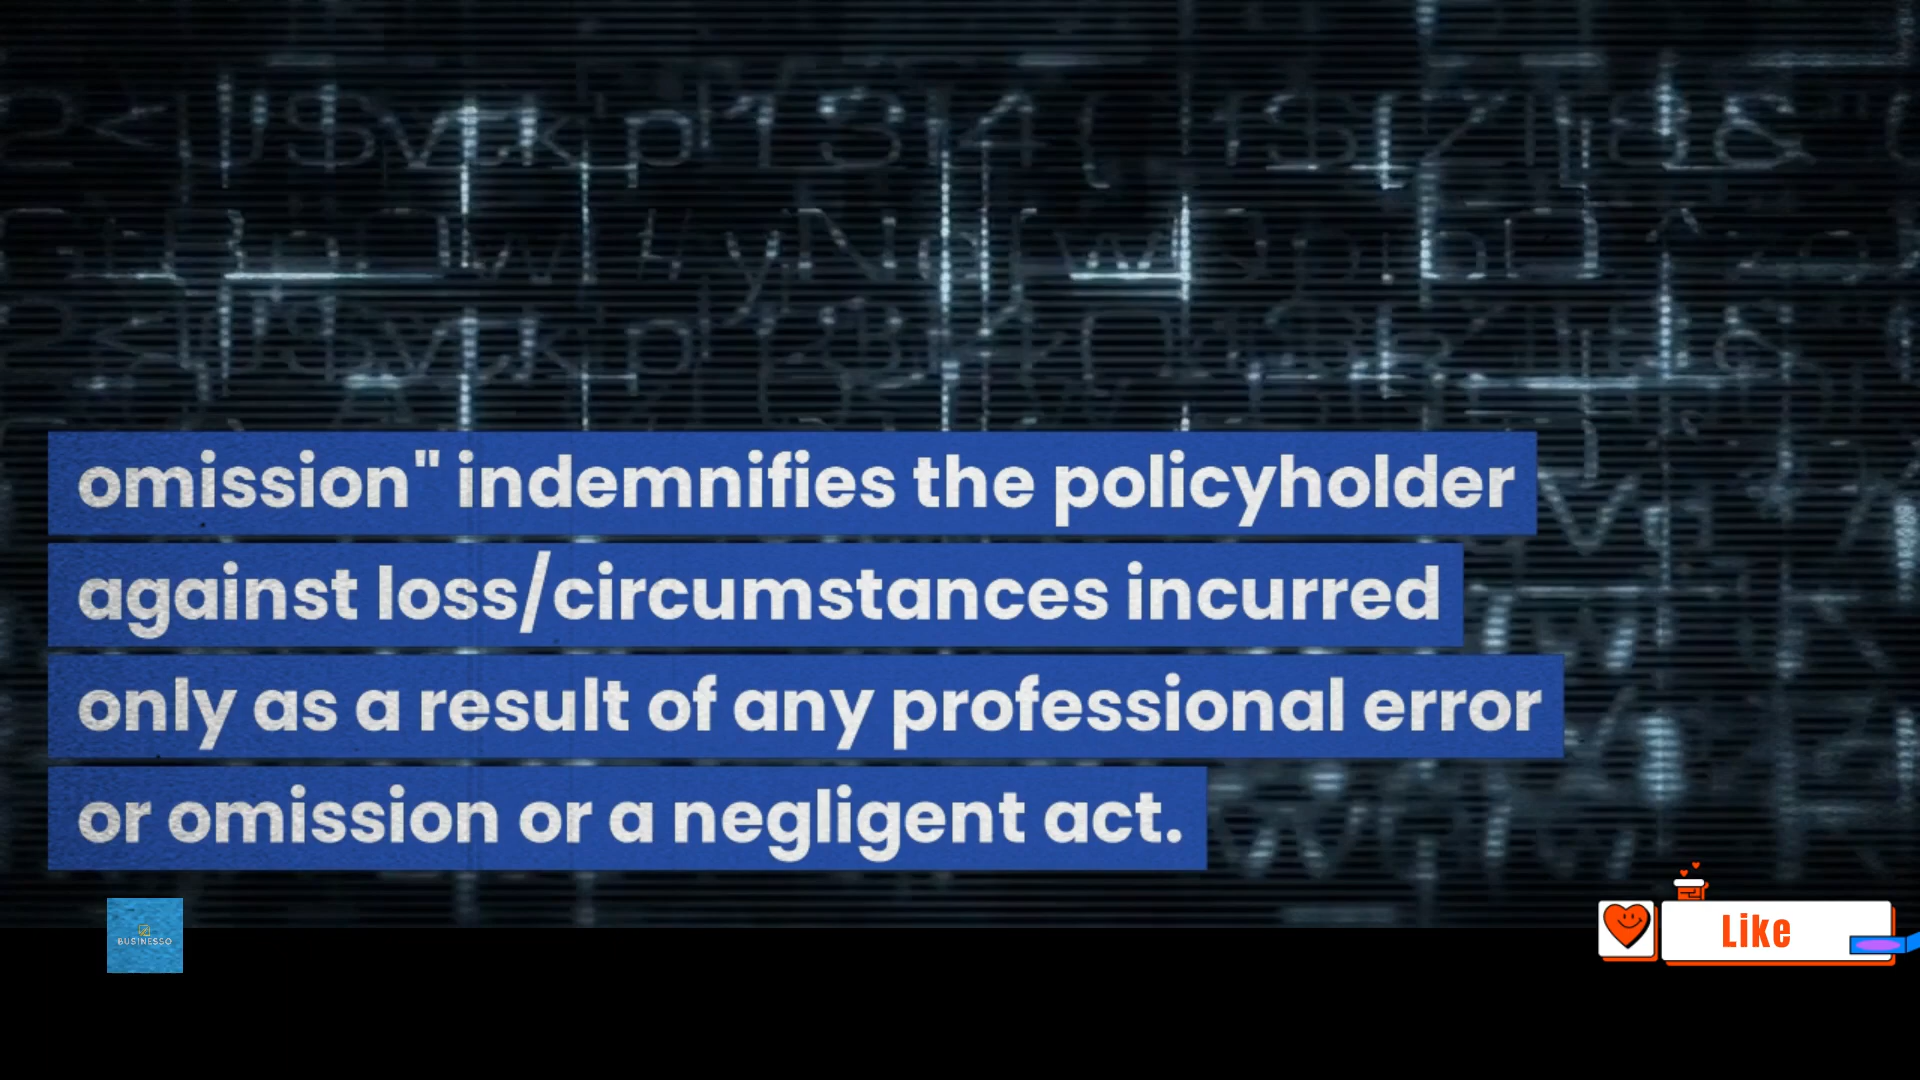 omission" indemnifies the policyholder
against loss/circumstances incurred
only as a result of any professional error
or omission or a negligent act.
BUSINESSO
Like